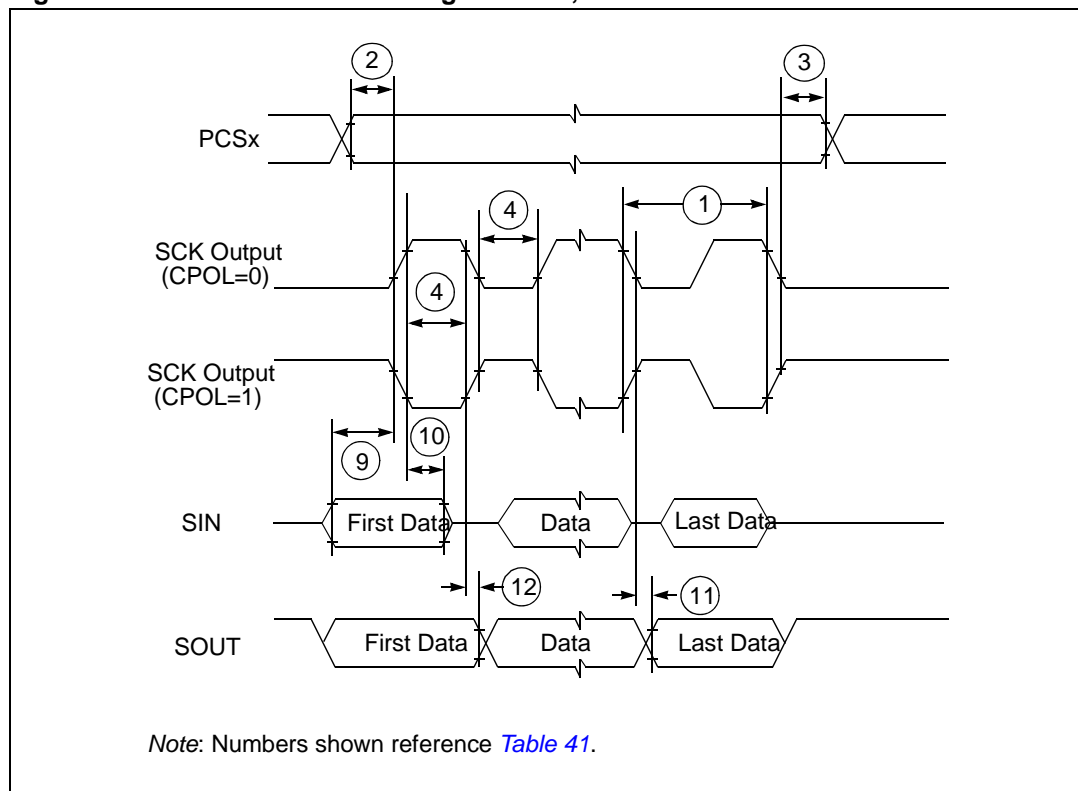 2
3
PCSx
4
1
SCK Output
(CPOL=0)
4
SCK Output
(CPOL=1)
10
9
SIN
First Data
Data
Last Data
12
11
SOUT
First Data
Data
Last Data
Note: Numbers shown reference Table 41.